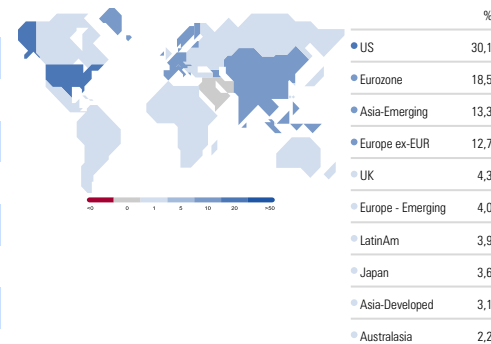 %
US 30,1
Eurozone 18,5
Asia-Emerging 13,3
Europe ex-EUR 12,7
UK 4,3
Europe - Emerging 4,0
LatinAm 3,9
Japan 3,6
Asia-Developed 3,1
Australasia 2,2
<0 0 1 5 10 20 >50